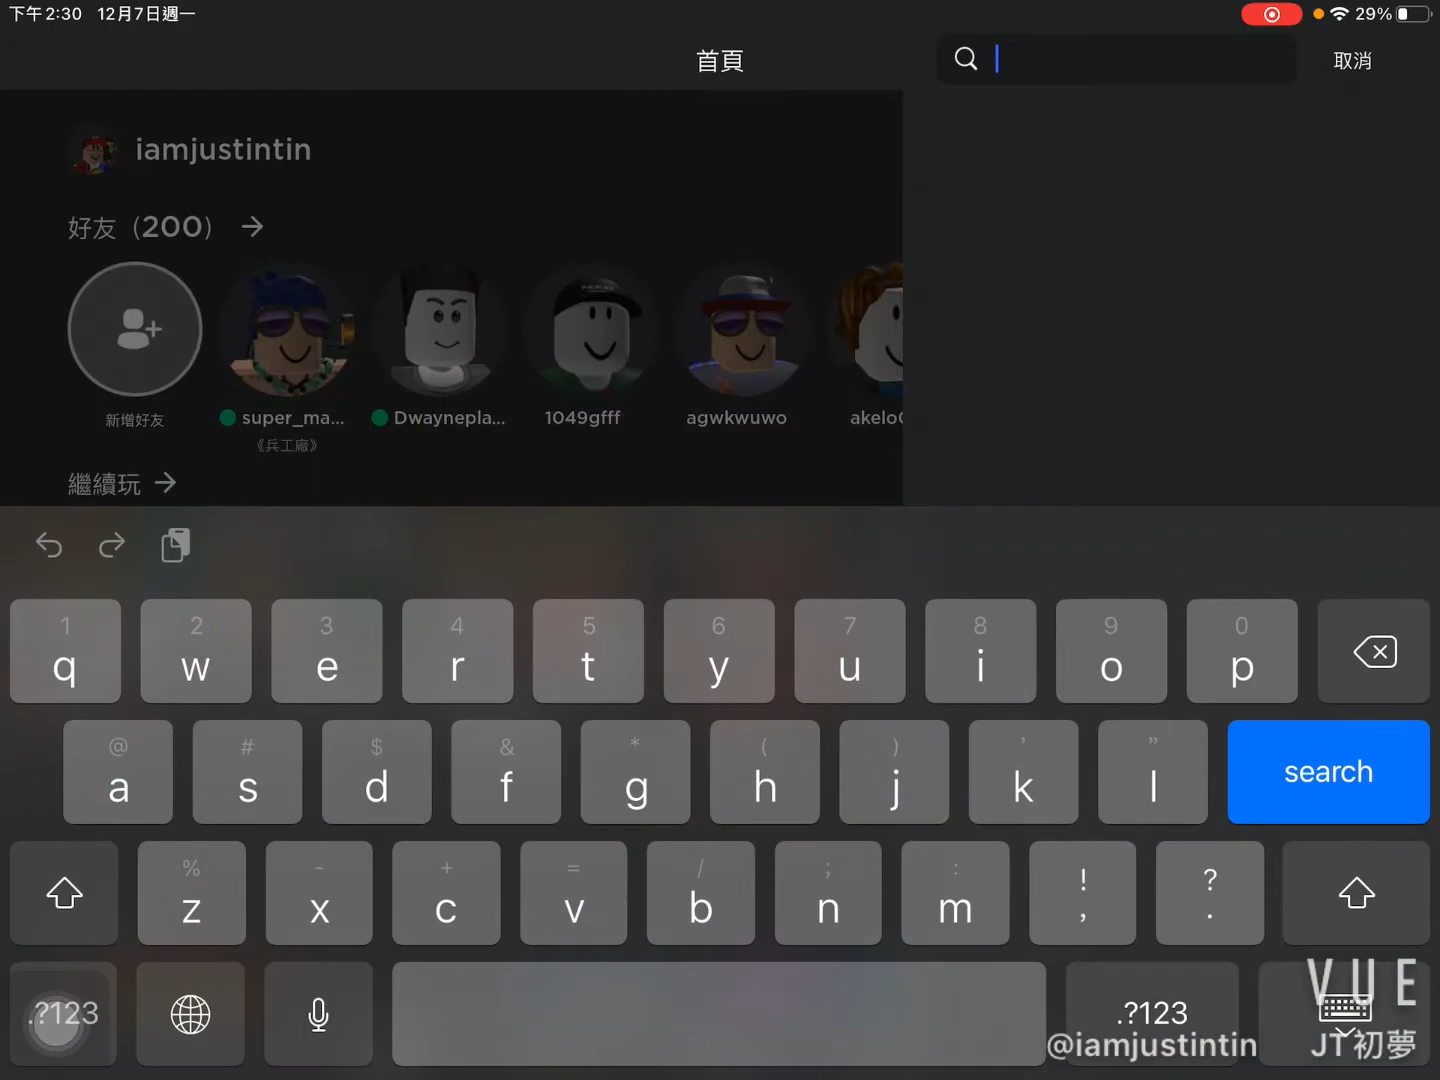 下午2:30 12月7日週一 29%
首頁 取消
iamjustintin
好友（200）
新增好友 super_ma... Dwaynepla... 1049gfff agwkwuwo akelo
《兵工廠》
繼續玩
1 2 3 4 5 6 7 8 9 0
q w e r t y u i o p
@ # $ & * ( ) ' "
a s d f g h j k l search
% - + = / ; : ! ?
z x c v b n m , .
.?123 .?123
VUE
@iamjustintin JT初夢